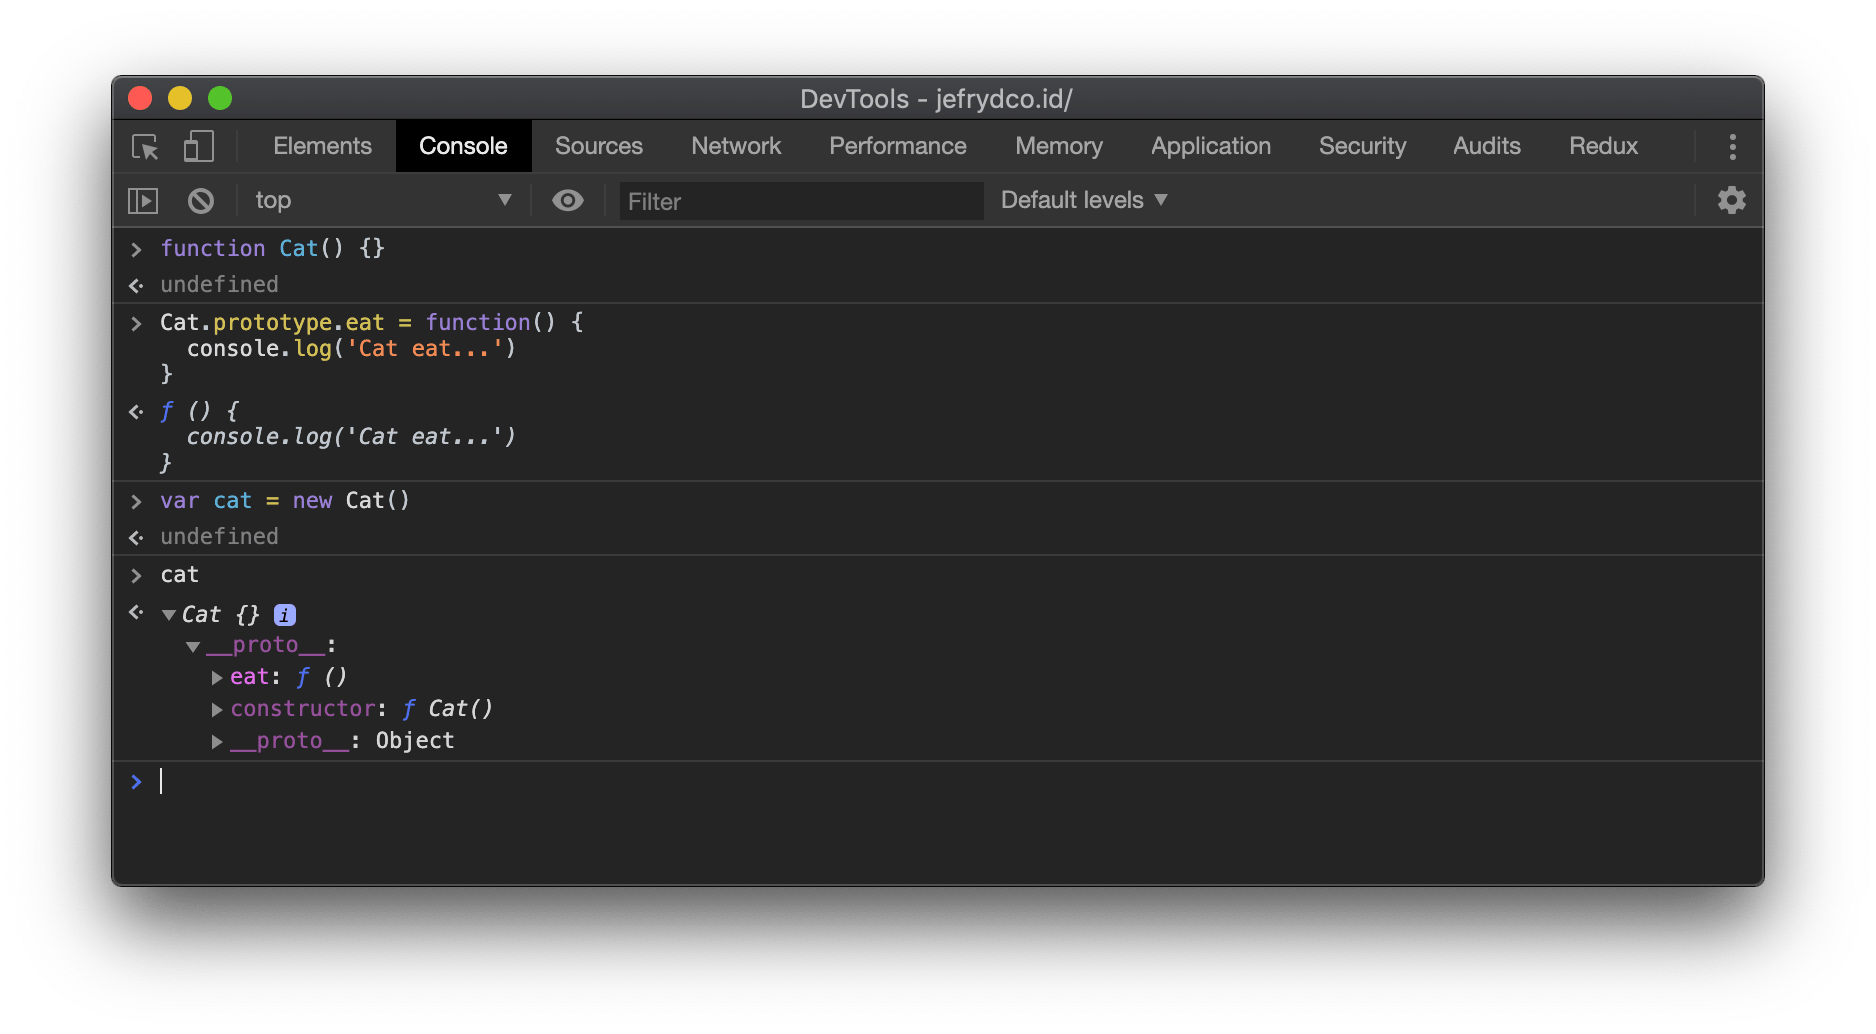 DevTools - jefrydco.id/
Elements Console Sources Network Performance Memory Application Security Audits Redux
top Filter Default levels
> function Cat() {}
undefined
> Cat.prototype.eat = function() {
console.log('Cat eat...')
}
ƒ () {
console.log('Cat eat...')
}
> var cat = new Cat()
undefined
> cat
Cat {} i
__proto__:
eat: ƒ ()
constructor: ƒ Cat()
__proto__: Object
>